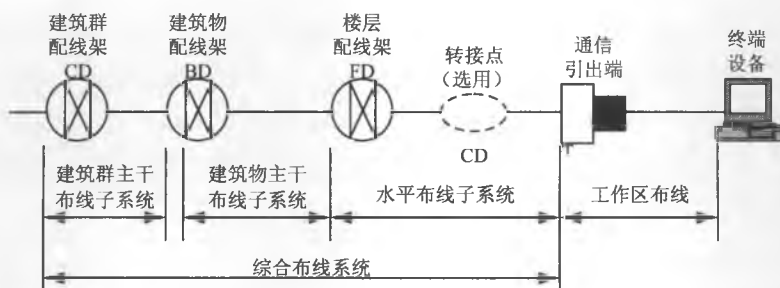 建筑群
配线架
CD
建筑物
配线架
BD
楼层
配线架
FD
转接点
（选用）
CD
通信
引出端
终端
设备
建筑群主干
布线子系统
建筑物主干
布线子系统
水平布线子系统
工作区布线
综合布线系统